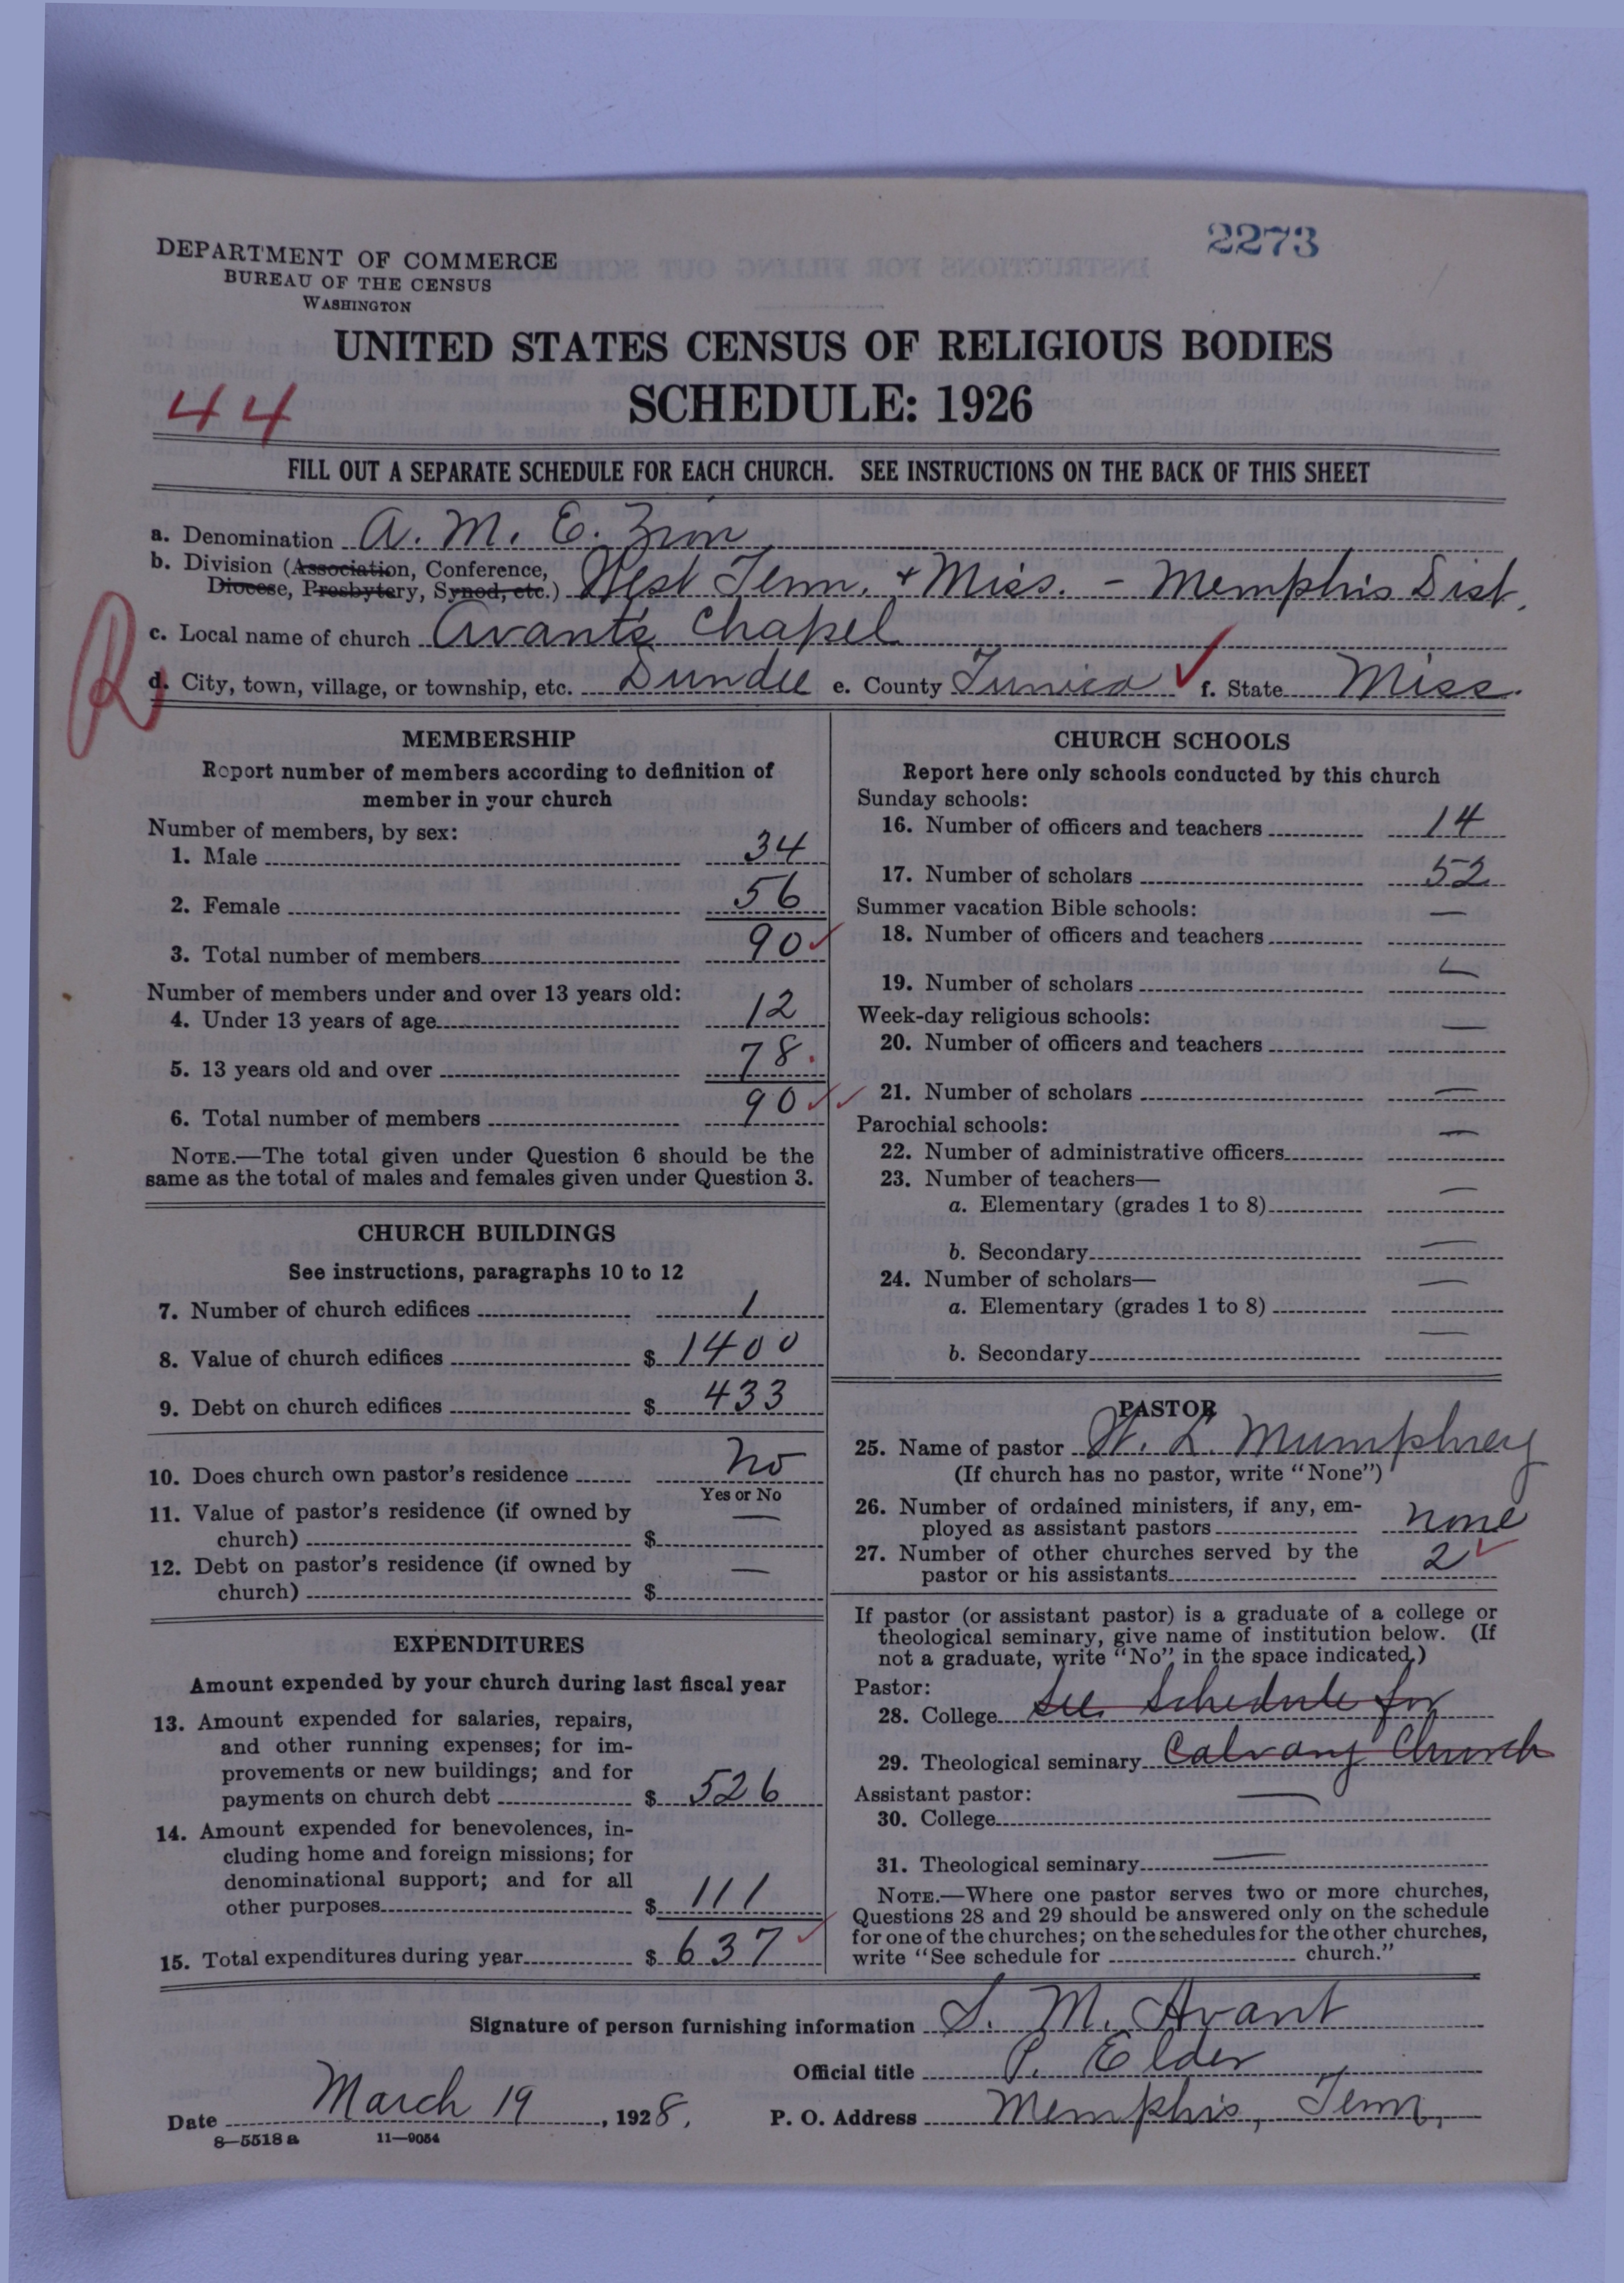 2273
DEPARTMENT OF COMMERCE
BUREAU OF THE CENSUS
WASHINGTON
UNITED STATES CENSUS OF RELIGIOUS BODIES
SCHEDULE: 1926
44
FILL OUT A SEPARATE SCHEDULE FOR EACH CHURCH. SEE INSTRUCTIONS ON THE BACK OF THIS SHEET
a. Denomination A. M. E. Zion
b. Division (Association, Conference,
Diocese, Presbytery, Synod, etc.) West Tenn. + Miss. - Memphis Dist.
c. Local name of church Avants Chapel
R
d. City, town, village, or township, etc. Dundee e. County Tunica ✓ f. State Miss.
MEMBERSHIP
Report number of members according to definition of
member in your church
Number of members, by sex:
1. Male 34
2. Female 56
3. Total number of members 90 ✓
Number of members under and over 13 years old:
4. Under 13 years of age 12
5. 13 years old and over 78.
6. Total number of members 90 ✓ ✓
NOTE.—The total given under Question 6 should be the
same as the total of males and females given under Question 3.
CHURCH BUILDINGS
See instructions, paragraphs 10 to 12
7. Number of church edifices 1
8. Value of church edifices $ 1400
9. Debt on church edifices $ 433
10. Does church own pastor's residence No
Yes or No
11. Value of pastor's residence (if owned by
church) $ —
12. Debt on pastor's residence (if owned by
church) $ —
EXPENDITURES
Amount expended by your church during last fiscal year
13. Amount expended for salaries, repairs,
and other running expenses; for im-
provements or new buildings; and for
payments on church debt $ 526
14. Amount expended for benevolences, in-
cluding home and foreign missions; for
denominational support; and for all
other purposes $ 111
15. Total expenditures during year $ 637 ✓
CHURCH SCHOOLS
Report here only schools conducted by this church
Sunday schools:
16. Number of officers and teachers 14
17. Number of scholars 52
Summer vacation Bible schools:
18. Number of officers and teachers —
19. Number of scholars —
Week-day religious schools:
20. Number of officers and teachers —
21. Number of scholars —
Parochial schools:
22. Number of administrative officers —
23. Number of teachers—
a. Elementary (grades 1 to 8) —
b. Secondary —
24. Number of scholars—
a. Elementary (grades 1 to 8) —
b. Secondary —
PASTOR
25. Name of pastor W. L. Mumphrey
(If church has no pastor, write "None")
26. Number of ordained ministers, if any, em-
ployed as assistant pastors none
27. Number of other churches served by the
pastor or his assistants 2 ✓
If pastor (or assistant pastor) is a graduate of a college or
theological seminary, give name of institution below. (If
not a graduate, write "No" in the space indicated.)
Pastor:
28. College See Schedule for
29. Theological seminary Calvary Church
Assistant pastor:
30. College —
31. Theological seminary —
NOTE.—Where one pastor serves two or more churches,
Questions 28 and 29 should be answered only on the schedule
for one of the churches; on the schedules for the other churches,
write "See schedule for ---------- church."
Signature of person furnishing information S. M. Avant
Official title P. Elder
Date March 19, 1928. P. O. Address Memphis, Tenn,
8—5518 a 11—9054